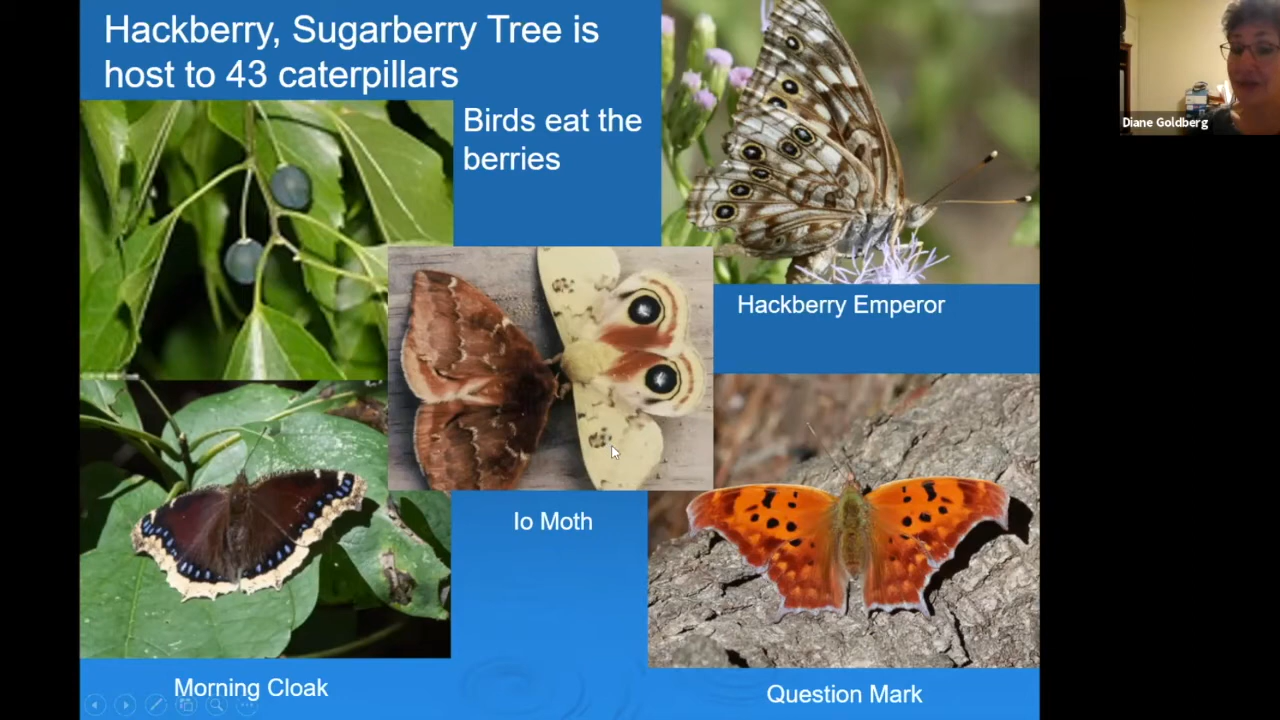 Hackberry, Sugarberry Tree is
host to 43 caterpillars
Birds eat the
berries
Diane Goldberg
Hackberry Emperor
Io Moth
Morning Cloak
Question Mark